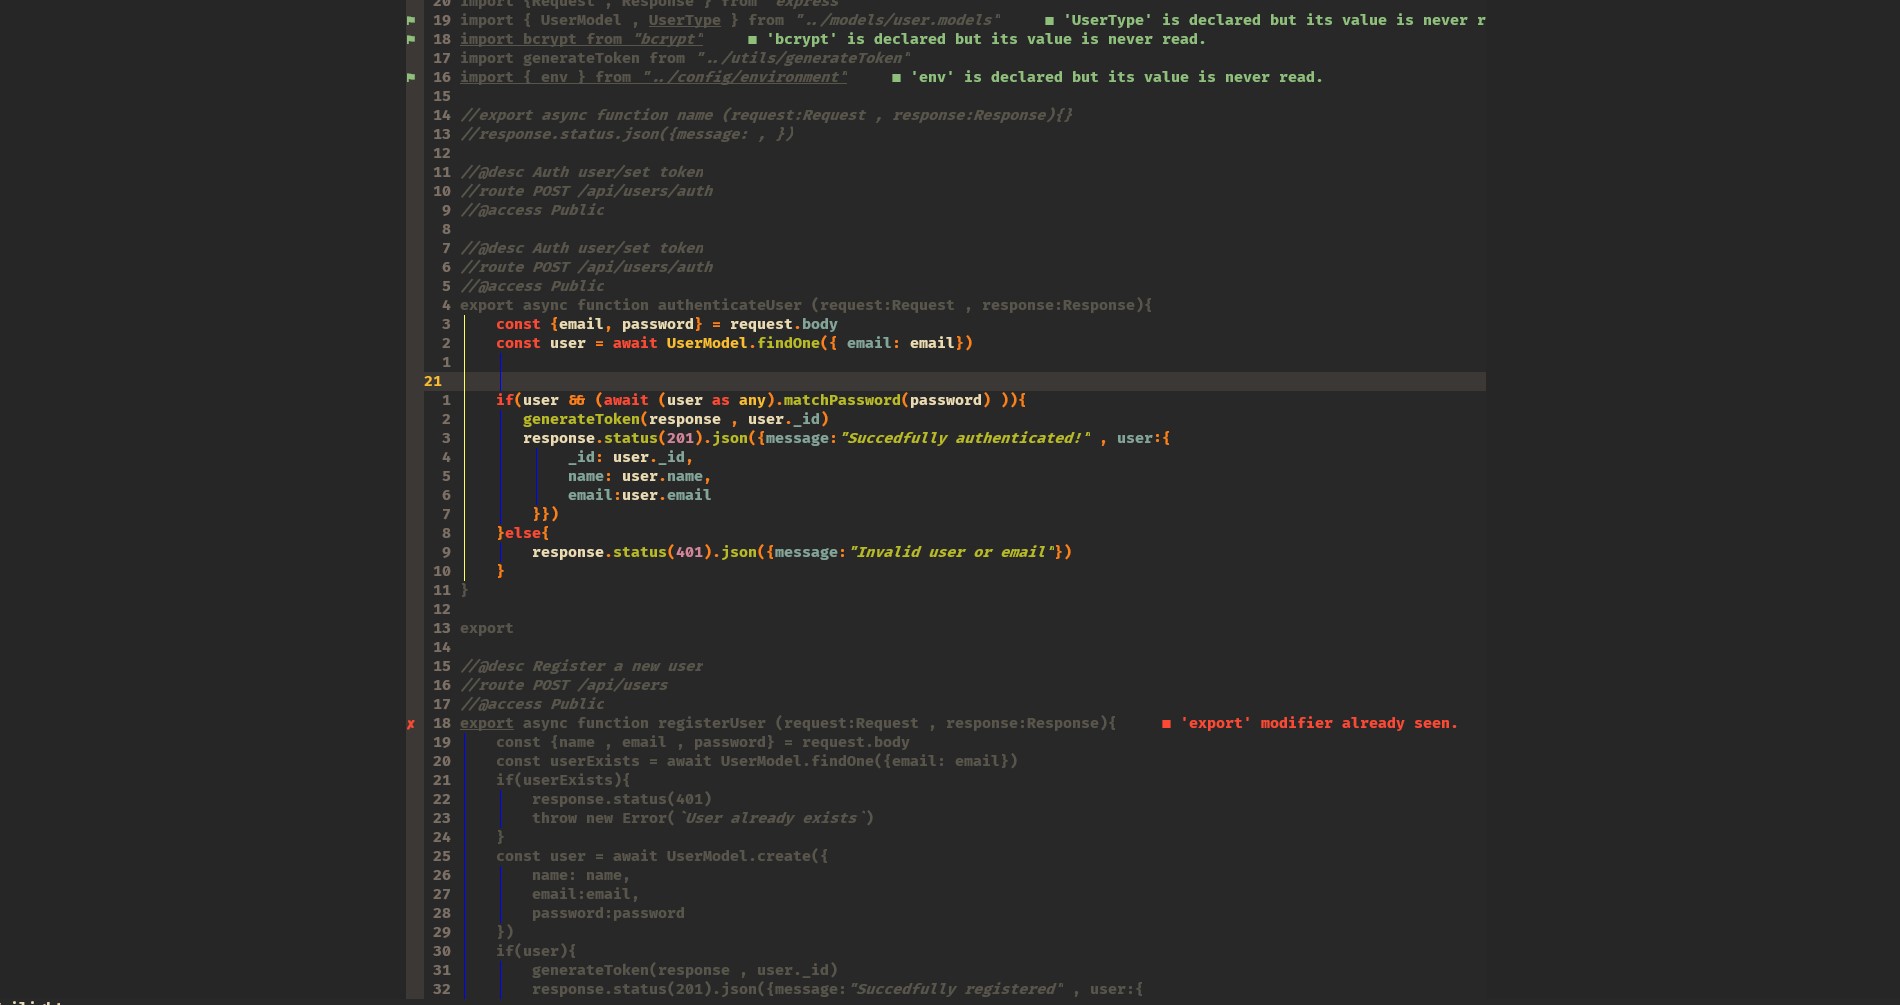 20 import {Request , Response } from "express"
19 import { UserModel , UserType } from "../models/user.models" ■ 'UserType' is declared but its value is never r
18 import bcrypt from "bcrypt" ■ 'bcrypt' is declared but its value is never read.
17 import generateToken from "../utils/generateToken"
16 import { env } from "../config/environment" ■ 'env' is declared but its value is never read.
15
14 //export async function name (request:Request , response:Response){}
13 //response.status.json({message: , })
12
11 //@desc Auth user/set token
10 //route POST /api/users/auth
9 //@access Public
8
7 //@desc Auth user/set token
6 //route POST /api/users/auth
5 //@access Public
4 export async function authenticateUser (request:Request , response:Response){
3 const {email, password} = request.body
2 const user = await UserModel.findOne({ email: email})
1
21
1 if(user && (await (user as any).matchPassword(password) )){
2 generateToken(response , user._id)
3 response.status(201).json({message:"Succedfully authenticated!" , user:{
4 _id: user._id,
5 name: user.name,
6 email:user.email
7 }})
8 }else{
9 response.status(401).json({message:"Invalid user or email"})
10 }
11 }
12
13 export
14
15 //@desc Register a new user
16 //route POST /api/users
17 //@access Public
18 export async function registerUser (request:Request , response:Response){ ■ 'export' modifier already seen.
19 const {name , email , password} = request.body
20 const userExists = await UserModel.findOne({email: email})
21 if(userExists){
22 response.status(401)
23 throw new Error(`User already exists`)
24 }
25 const user = await UserModel.create({
26 name: name,
27 email:email,
28 password:password
29 })
30 if(user){
31 generateToken(response , user._id)
32 response.status(201).json({message:"Succedfully registered" , user:{